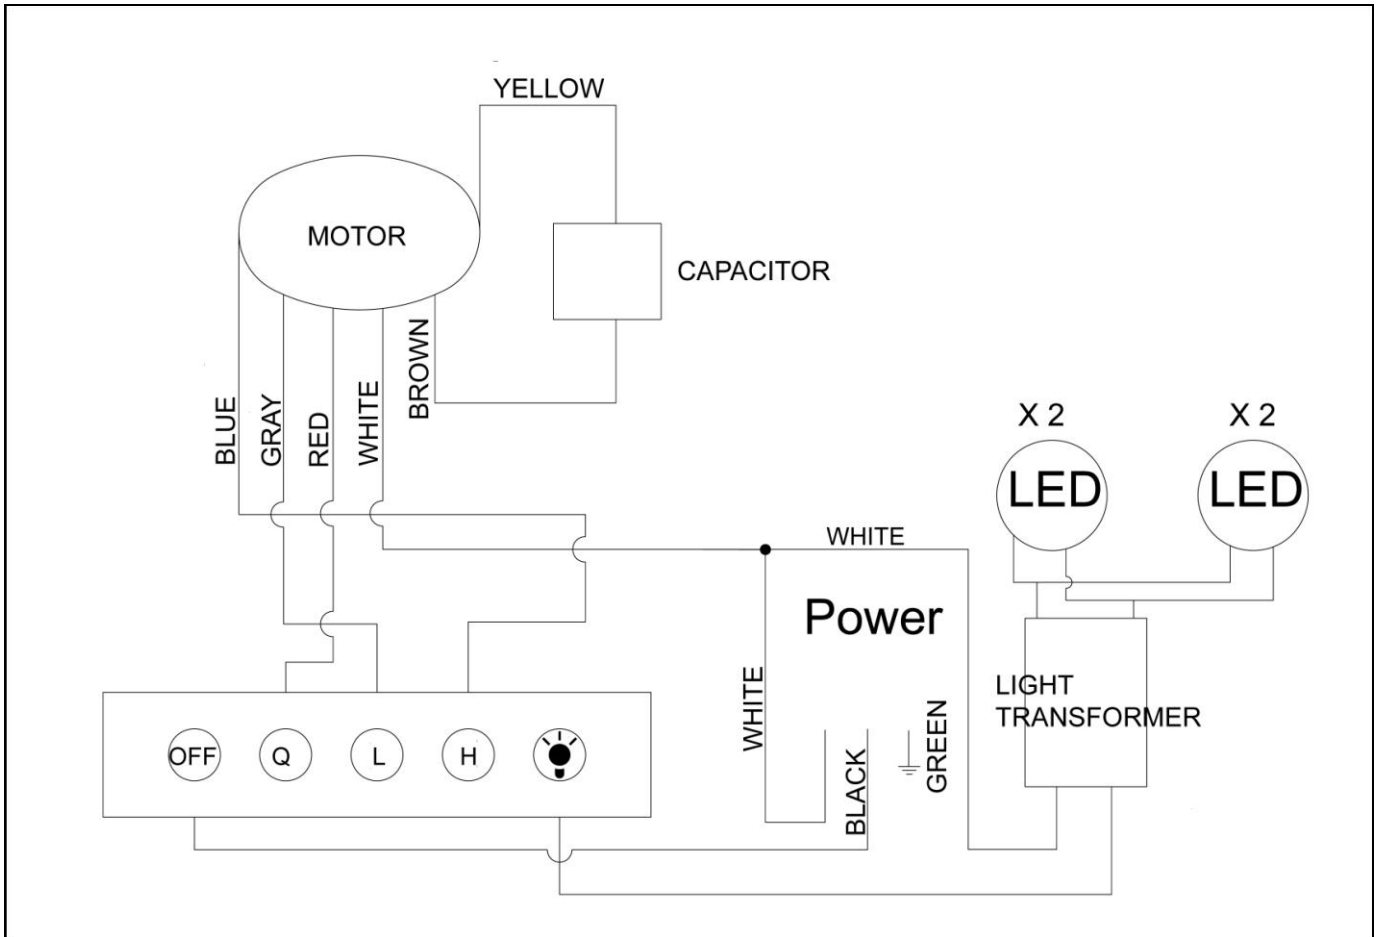 YELLOW
MOTOR
CAPACITOR
BLUE
GRAY
RED
WHITE
BROWN
X 2
X 2
LED
LED
WHITE
Power
WHITE
BLACK
GREEN
LIGHT
TRANSFORMER
OFF
Q
L
H